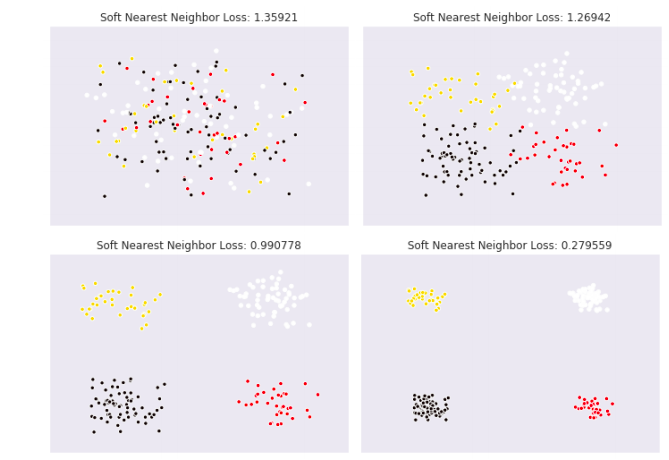 Soft Nearest Neighbor Loss: 1.35921
Soft Nearest Neighbor Loss: 1.26942
Soft Nearest Neighbor Loss: 0.990778
Soft Nearest Neighbor Loss: 0.279559